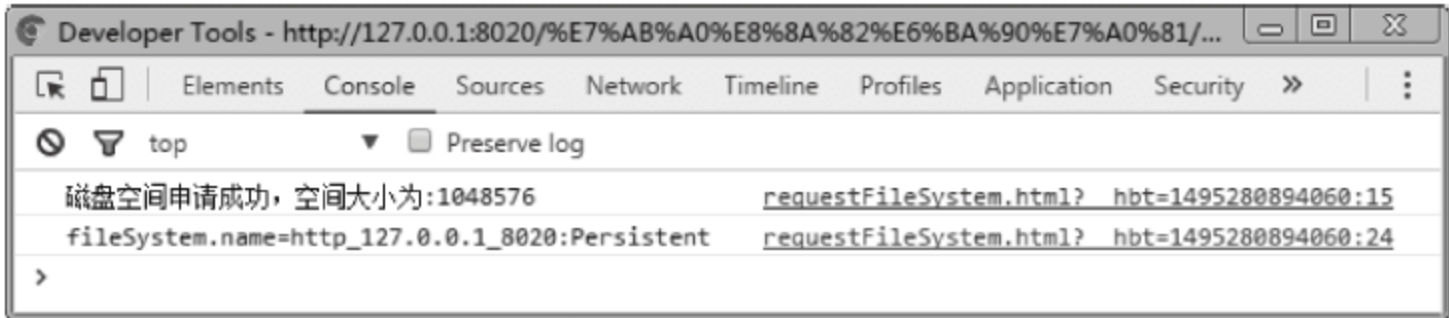 Developer Tools - http://127.0.0.1:8020/%E7%AB%A0%E8%8A%82%E6%BA%90%E7%A0%81/...
Elements Console Sources Network Timeline Profiles Application Security »
top ▼ Preserve log
磁盘空间申请成功，空间大小为:1048576 requestFileSystem.html?__hbt=1495280894060:15
fileSystem.name=http_127.0.0.1_8020:Persistent requestFileSystem.html?__hbt=1495280894060:24
>